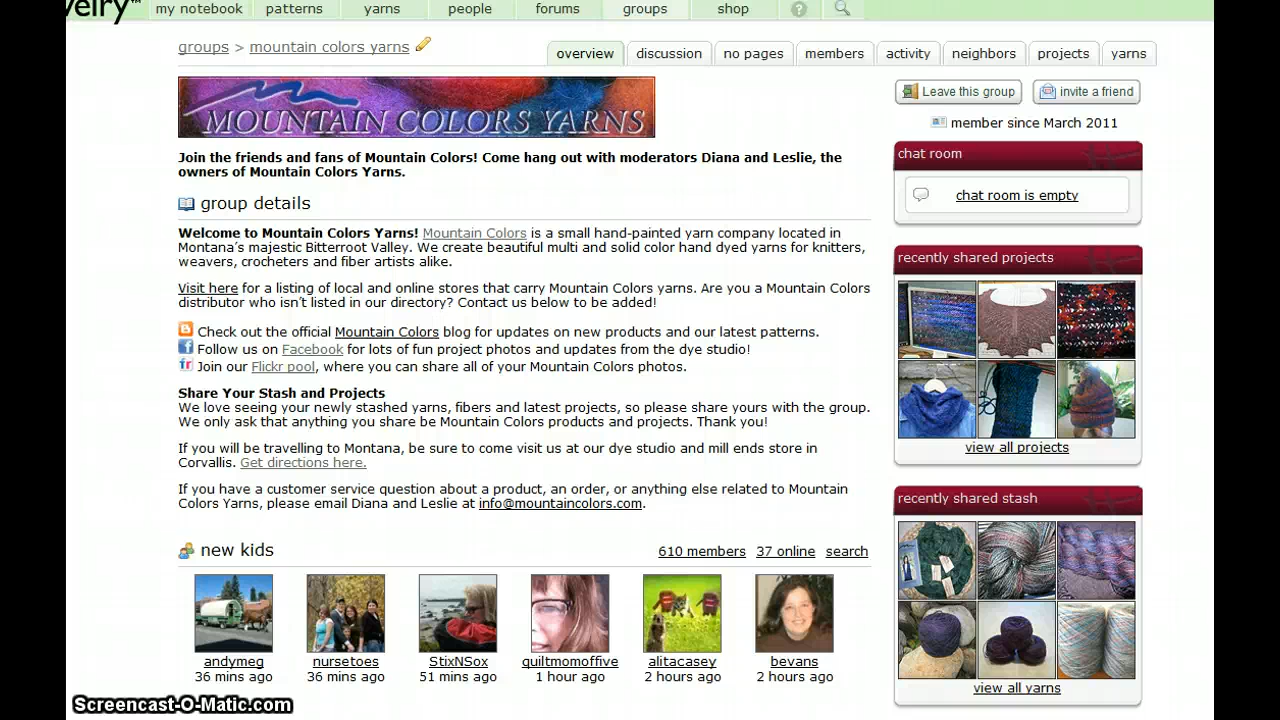 velry™
my notebook patterns yarns people forums groups shop ?
groups > mountain colors yarns
overview discussion no pages members activity neighbors projects yarns
MOUNTAIN COLORS YARNS
Leave this group invite a friend
member since March 2011
Join the friends and fans of Mountain Colors! Come hang out with moderators Diana and Leslie, the
owners of Mountain Colors Yarns.
group details
Welcome to Mountain Colors Yarns! Mountain Colors is a small hand-painted yarn company located in
Montana's majestic Bitterroot Valley. We create beautiful multi and solid color hand dyed yarns for knitters,
weavers, crocheters and fiber artists alike.
Visit here for a listing of local and online stores that carry Mountain Colors yarns. Are you a Mountain Colors
distributor who isn't listed in our directory? Contact us below to be added!
Check out the official Mountain Colors blog for updates on new products and our latest patterns.
Follow us on Facebook for lots of fun project photos and updates from the dye studio!
Join our Flickr pool, where you can share all of your Mountain Colors photos.
Share Your Stash and Projects
We love seeing your newly stashed yarns, fibers and latest projects, so please share yours with the group.
We only ask that anything you share be Mountain Colors products and projects. Thank you!
If you will be travelling to Montana, be sure to come visit us at our dye studio and mill ends store in
Corvallis. Get directions here.
If you have a customer service question about a product, an order, or anything else related to Mountain
Colors Yarns, please email Diana and Leslie at info@mountaincolors.com.
new kids
610 members 37 online search
andymeg nursetoes StixNSox quiltmomoffive alitacasey bevans
36 mins ago 36 mins ago 51 mins ago 1 hour ago 2 hours ago 2 hours ago
chat room
chat room is empty
recently shared projects
view all projects
recently shared stash
view all yarns
Screencast-O-Matic.com